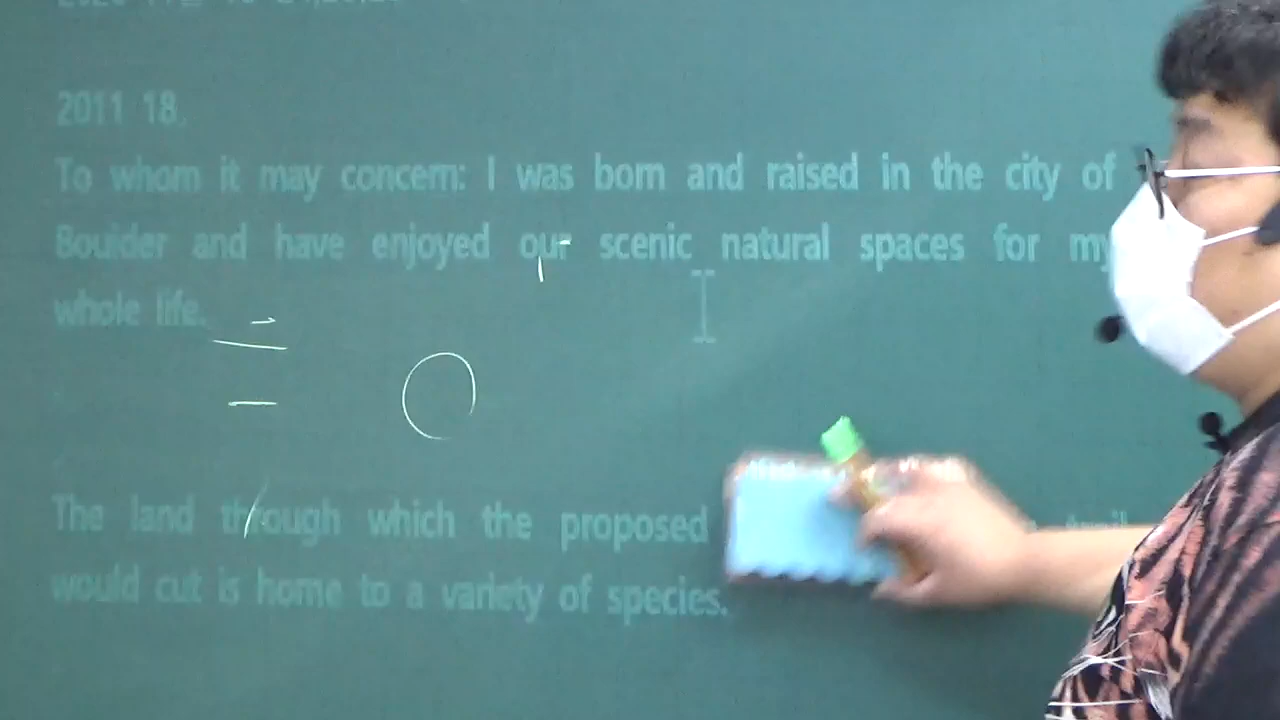 2011 18.
To whom it may concern: I was born and raised in the city of
Boulder and have enjoyed our scenic natural spaces for my
whole life.
The land through which the proposed
would cut is home to a variety of species.